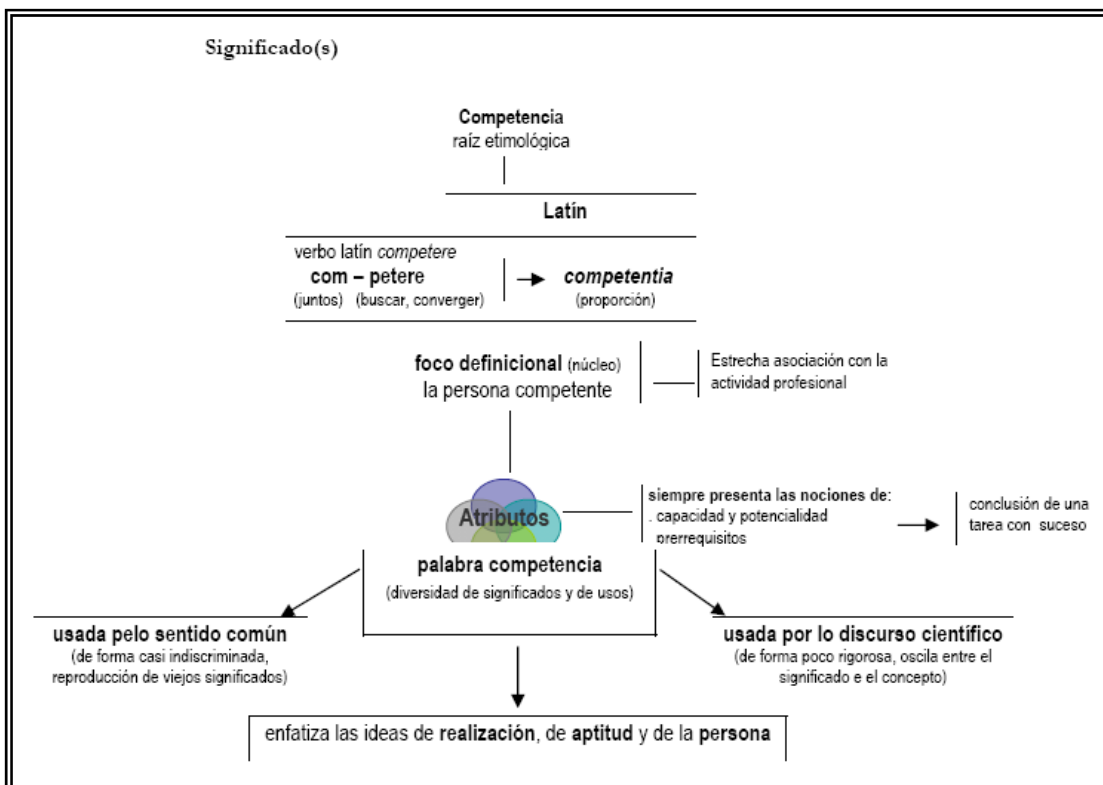 Significado(s)
Competencia
raíz etimológica
Latín
verbo latín competere
com – petere
(juntos) (buscar, converger)
competentia
(proporción)
foco definicional (núcleo)
la persona competente
Estrecha asociación con la
actividad profesional
Atributos
siempre presenta las nociones de:
. capacidad y potencialidad
prerrequisitos
conclusión de una
tarea con suceso
palabra competencia
(diversidad de significados y de usos)
usada pelo sentido común
(de forma casi indiscriminada,
reproducción de viejos significados)
usada por lo discurso científico
(de forma poco rigorosa, oscila entre el
significado e el concepto)
enfatiza las ideas de realización, de aptitud y de la persona